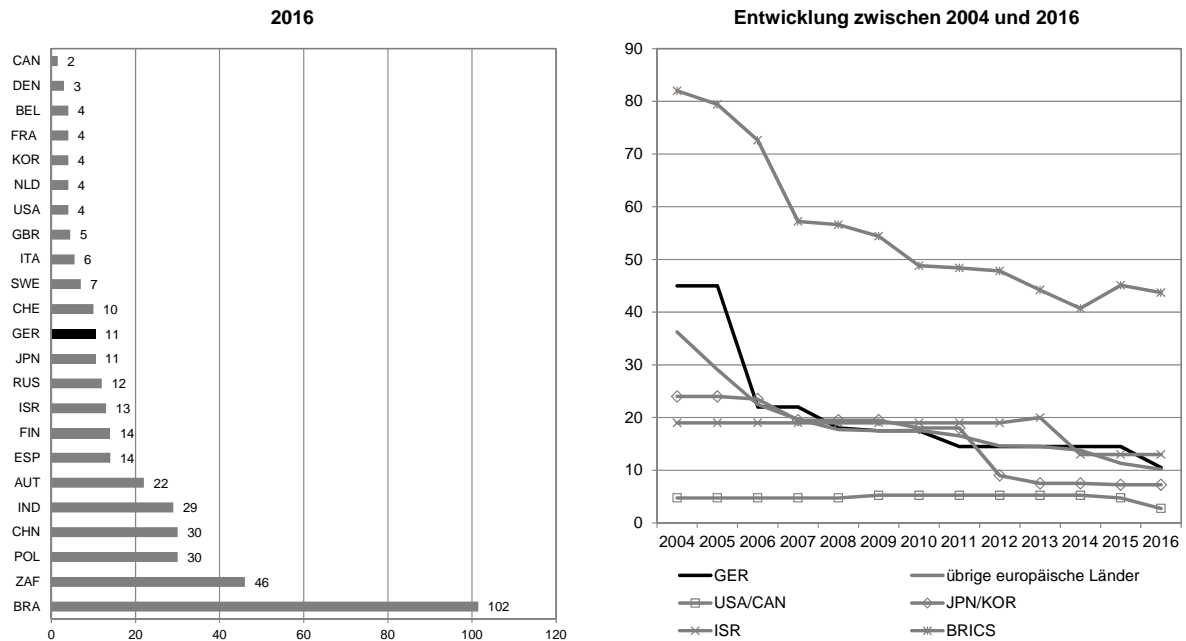 2016
CAN 2
DEN 3
BEL 4
FRA 4
KOR 4
NLD 4
USA 4
GBR 5
ITA 6
SWE 7
CHE 10
GER 11
JPN 11
RUS 12
ISR 13
FIN 14
ESP 14
AUT 22
IND 29
CHN 30
POL 30
ZAF 46
BRA 102
0 20 40 60 80 100 120
Entwicklung zwischen 2004 und 2016
90
80
70
60
50
40
30
20
10
0
2004 2005 2006 2007 2008 2009 2010 2011 2012 2013 2014 2015 2016
GER übrige europäische Länder
USA/CAN JPN/KOR
ISR BRICS